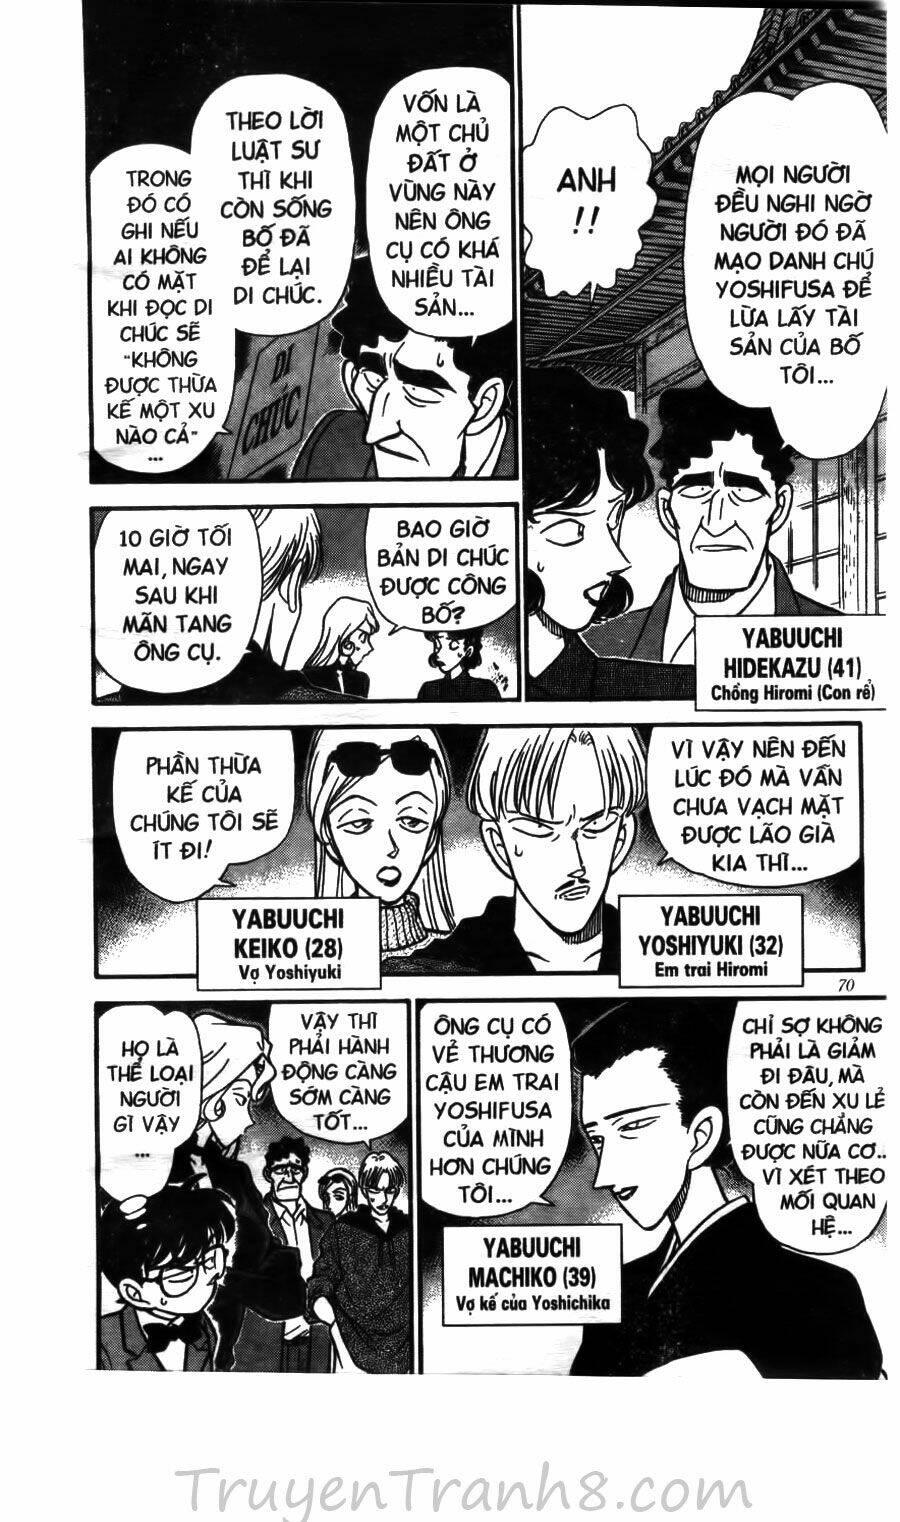 MỌI NGƯỜI
ĐỀU NGHI NGỜ
NGƯỜI ĐÓ ĐÃ
MẠO DANH CHÚ
YOSHIFUSA ĐỂ
LỪA LẤY TÀI
SẢN CỦA BỐ
TÔI...
ANH
!!
YABUUCHI
HIDEKAZU (41)
Chồng Hiromi (Con rể)
VỐN LÀ
MỘT CHỦ
ĐẤT Ở
VÙNG NÀY
NÊN ÔNG
CỤ CÓ KHÁ
NHIỀU TÀI
SẢN...
THEO LỜI
LUẬT SƯ
THÌ KHI
CÒN SỐNG
BỐ ĐÃ
ĐỂ LẠI
DI CHÚC.
TRONG
ĐÓ CÓ
GHI NẾU
AI KHÔNG
CÓ MẶT
KHI ĐỌC DI
CHÚC SẼ
"KHÔNG
ĐƯỢC THỪA
KẾ MỘT XU
NÀO CẢ"
...
DI
CHÚC
BAO GIỜ
BẢN DI CHÚC
ĐƯỢC CÔNG
BỐ?
10 GIỜ TỐI
MAI, NGAY
SAU KHI
MÃN TANG
ÔNG CỤ.
VÌ VẬY NÊN ĐẾN
LÚC ĐÓ MÀ VẪN
CHƯA VẠCH MẶT
ĐƯỢC LÃO GIÀ
KIA THÌ...
YABUUCHI
YOSHIYUKI (32)
Em trai Hiromi
PHẦN THỪA
KẾ CỦA
CHÚNG TÔI SẼ
ÍT ĐI!
YABUUCHI
KEIKO (28)
Vợ Yoshiyuki
70
CHỈ SỢ KHÔNG
PHẢI LÀ GIẢM
ĐI ĐÂU, MÀ
CÒN ĐẾN XU LẺ
CŨNG CHẲNG
ĐƯỢC NỮA CƠ..
VÌ XÉT THEO
MỐI QUAN
HỆ...
ÔNG CỤ CÓ
VẺ THƯƠNG
CẬU EM TRAI
YOSHIFUSA
CỦA MÌNH
HƠN CHÚNG
TÔI...
YABUUCHI
MACHIKO (39)
Vợ kế của Yoshichika
VẬY THÌ
PHẢI HÀNH
ĐỘNG CÀNG
SỚM CÀNG
TỐT...
HỌ LÀ
THỂ LOẠI
NGƯỜI
GÌ VẬY
...
TruyenTranh8.com